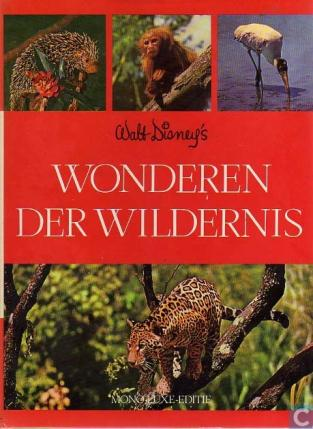 Walt Disney's
WONDEREN
DER WILDERNIS
MONO-LUXE-EDITIE
C